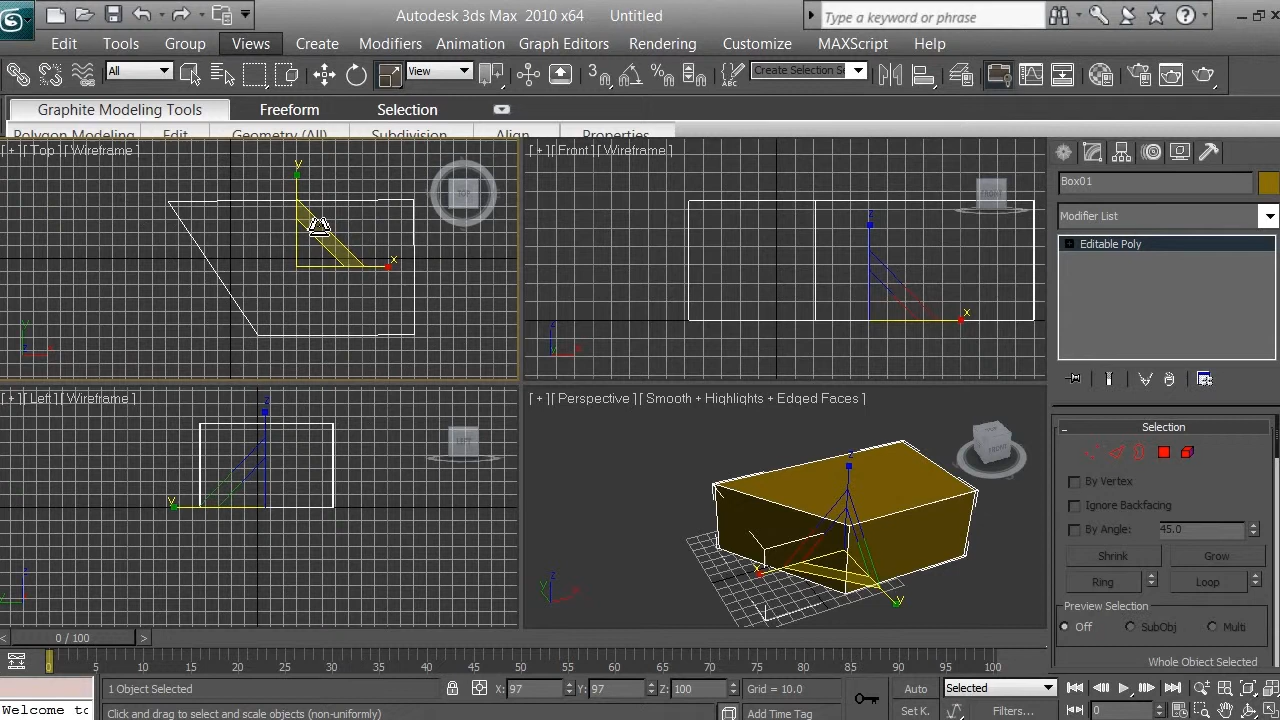 Autodesk 3ds Max 2010 x64 Untitled
Type a keyword or phrase
Edit Tools Group Views Create Modifiers Animation Graph Editors Rendering Customize MAXScript Help
All View Create Selection Se
Graphite Modeling Tools Freeform Selection
Polygon Modeling Edit Geometry (All) Subdivision Align Properties
[ + ] [ Top ] [ Wireframe ]
[ + ] [ Front ] [ Wireframe ]
TOP
FRONT
y
x
z
x
Box01
Modifier List
Editable Poly
[ + ] [ Left ] [ Wireframe ]
[ + ] [ Perspective ] [ Smooth + Highlights + Edged Faces ]
LEFT
FRONT
z
y
z
x
y
Selection
By Vertex
Ignore Backfacing
By Angle: 45.0
Shrink Grow
Ring Loop
Preview Selection
Off SubObj Multi
Whole Object Selected
0 / 100
0 5 10 15 20 25 30 35 40 45 50 55 60 65 70 75 80 85 90 95 100
1 Object Selected X: 97 Y: 97 Z: 100 Grid = 10.0 Auto Selected
Welcome to Click and drag to select and scale objects (non-uniformly) Add Time Tag Set K. Filters... 0